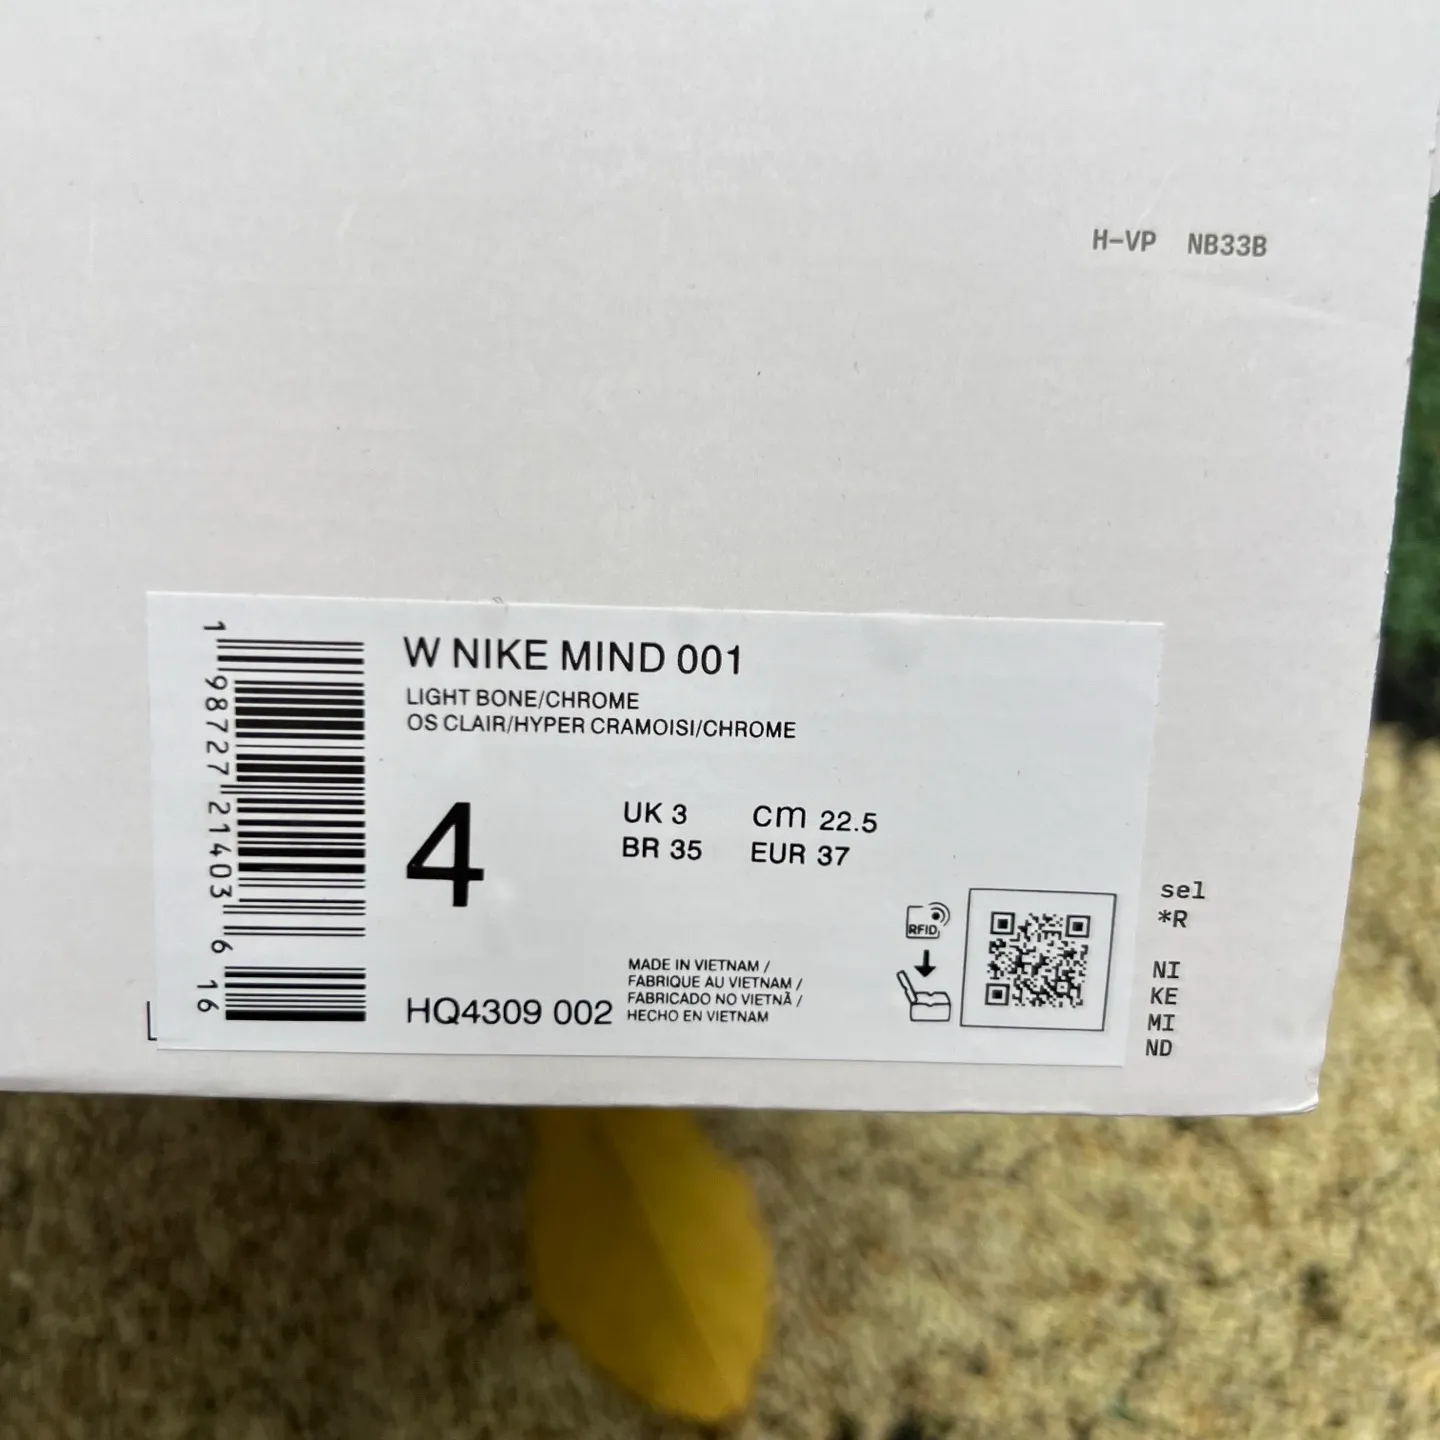 H-VP NB33B
W NIKE MIND 001
LIGHT BONE/CHROME
OS CLAIR/HYPER CRAMOISI/CHROME
4
UK 3 cm 22.5
BR 35 EUR 37
HQ4309 002
MADE IN VIETNAM /
FABRIQUE AU VIETNAM /
FABRICADO NO VIETNÃ /
HECHO EN VIETNAM
RFID
1 98727 21403 6 16
sel
*R
NI
KE
MI
ND